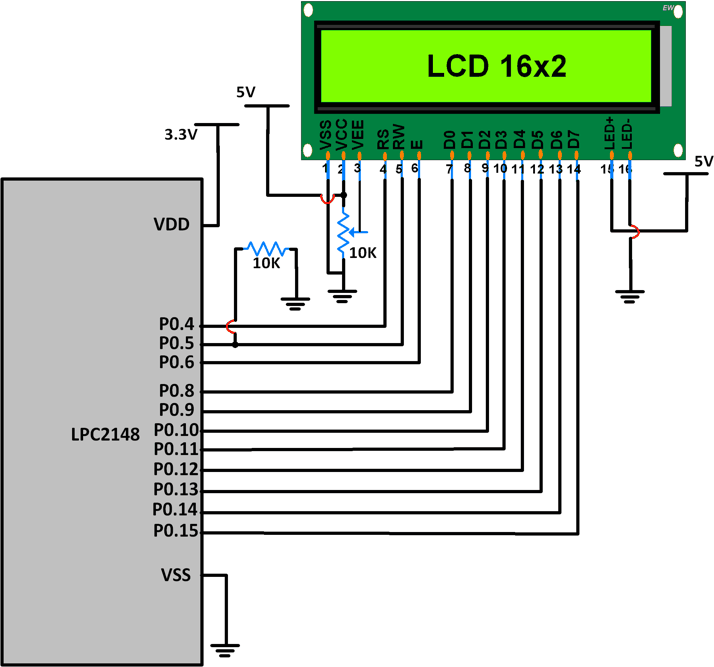 EW
LCD 16x2
VSS VCC VEE RS RW E D0 D1 D2 D3 D4 D5 D6 D7 LED+ LED-
1 2 3 4 5 6 7 8 9 10 11 12 13 14 15 16
5V
5V
3.3V
VDD
10K
10K
P0.4
P0.5
P0.6
P0.8
P0.9
P0.10
LPC2148
P0.11
P0.12
P0.13
P0.14
P0.15
VSS